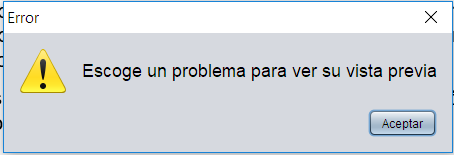 Error
Escoge un problema para ver su vista previa
Aceptar